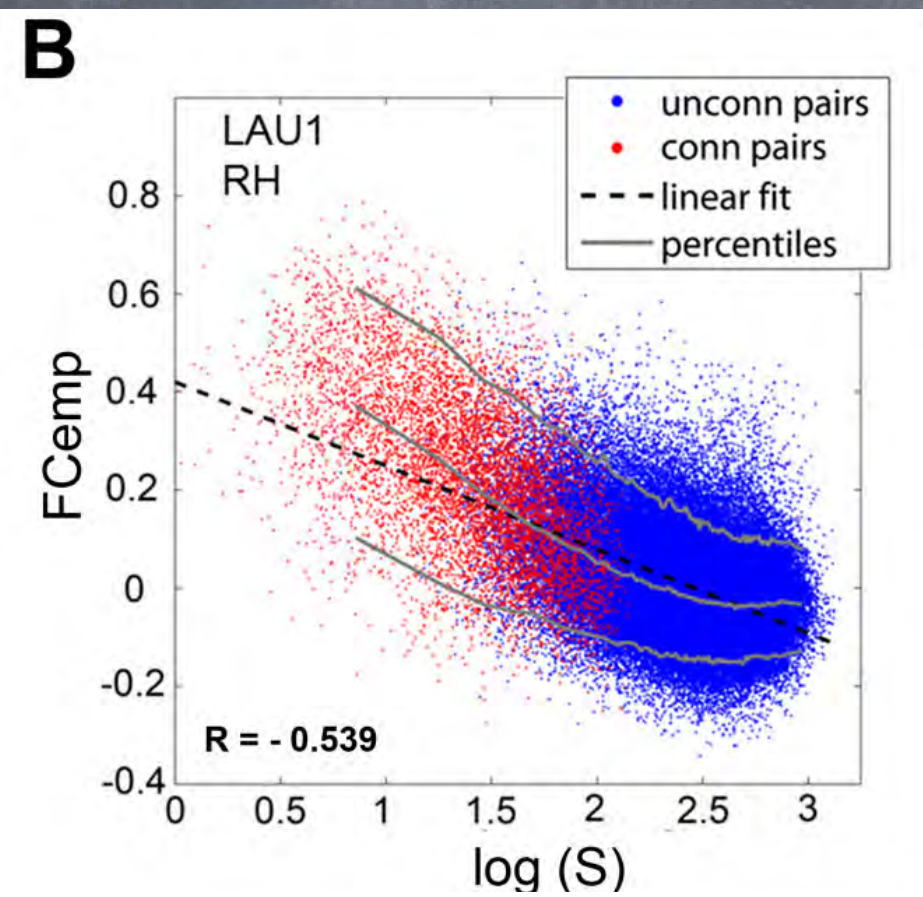 B
LAU1
RH
unconn pairs
conn pairs
linear fit
percentiles
0.8
0.6
0.4
0.2
0
-0.2
-0.4
FCemp
R = - 0.539
0 0.5 1 1.5 2 2.5 3
log (S)